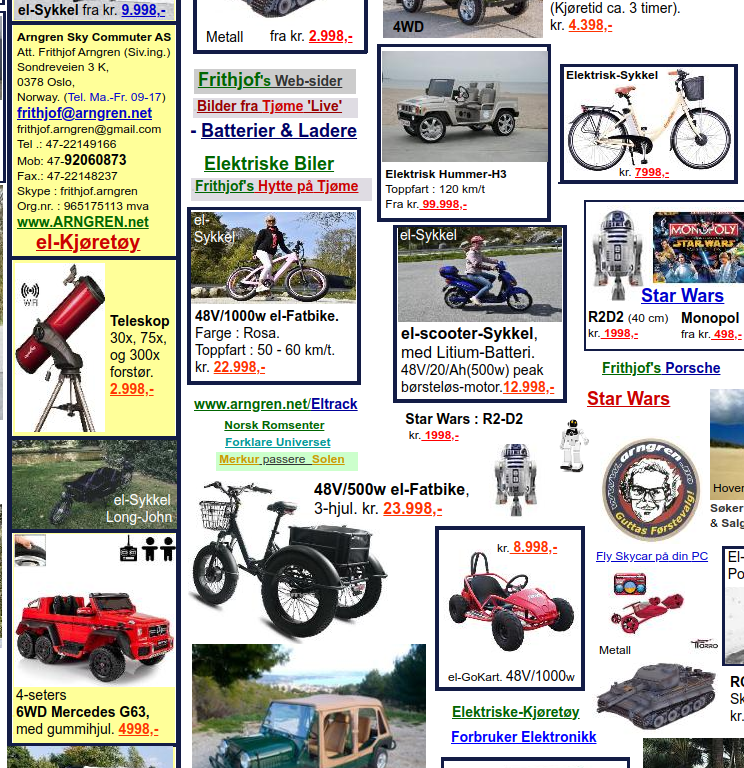 el-Sykkel fra kr. 9.998,-
Arngren Sky Commuter AS
Att. Frithjof Arngren (Siv.ing.)
Sondreveien 3 K,
0378 Oslo,
Norway. (Tel. Ma.-Fr. 09-17)
frithjof@arngren.net
frithjof.arngren@gmail.com
Tel .: 47-22149166
Mob: 47-92060873
Fax.: 47-22148237
Skype : frithjof.arngren
Org.nr. : 965175113 mva
www.ARNGREN.net
el-Kjøretøy
Teleskop
30x, 75x,
og 300x
forstør.
2.998,-
el-Sykkel
Long-John
4-seters
6WD Mercedes G63,
med gummihjul. 4998,-
Metall fra kr. 2.998,-
Frithjof's Web-sider
Bilder fra Tjøme 'Live'
- Batterier & Ladere
Elektriske Biler
Frithjof's Hytte på Tjøme
el-
Sykkel
48V/1000w el-Fatbike.
Farge : Rosa.
Toppfart : 50 - 60 km/t.
kr. 22.998,-
www.arngren.net/Eltrack
Norsk Romsenter
Forklare Universet
Merkur passere Solen
48V/500w el-Fatbike,
3-hjul. kr. 23.998,-
4WD
(Kjøretid ca. 3 timer).
kr. 4.398,-
Elektrisk Hummer-H3
Toppfart : 120 km/t
Fra kr. 99.998,-
Elektrisk-Sykkel
kr. 7998,-
el-Sykkel
el-scooter-Sykkel,
med Litium-Batteri.
48V/20/Ah(500w) peak
børsteløs-motor.12.998,-
Star Wars : R2-D2
kr. 1998,-
MONOPOLY
STAR WARS
Star Wars
R2D2 (40 cm) Monopol
kr. 1998,- fra kr. 498,-
Frithjof's Porsche
Star Wars
www.arngren.no
Guttas Førstevalg!
Hover
Søker
& Salg
kr. 8.998,-
el-GoKart. 48V/1000w
Elektriske-Kjøretøy
Forbruker Elektronikk
Fly Skycar på din PC
Metall
TORRO
El-
Po
RC
Sk
kr.